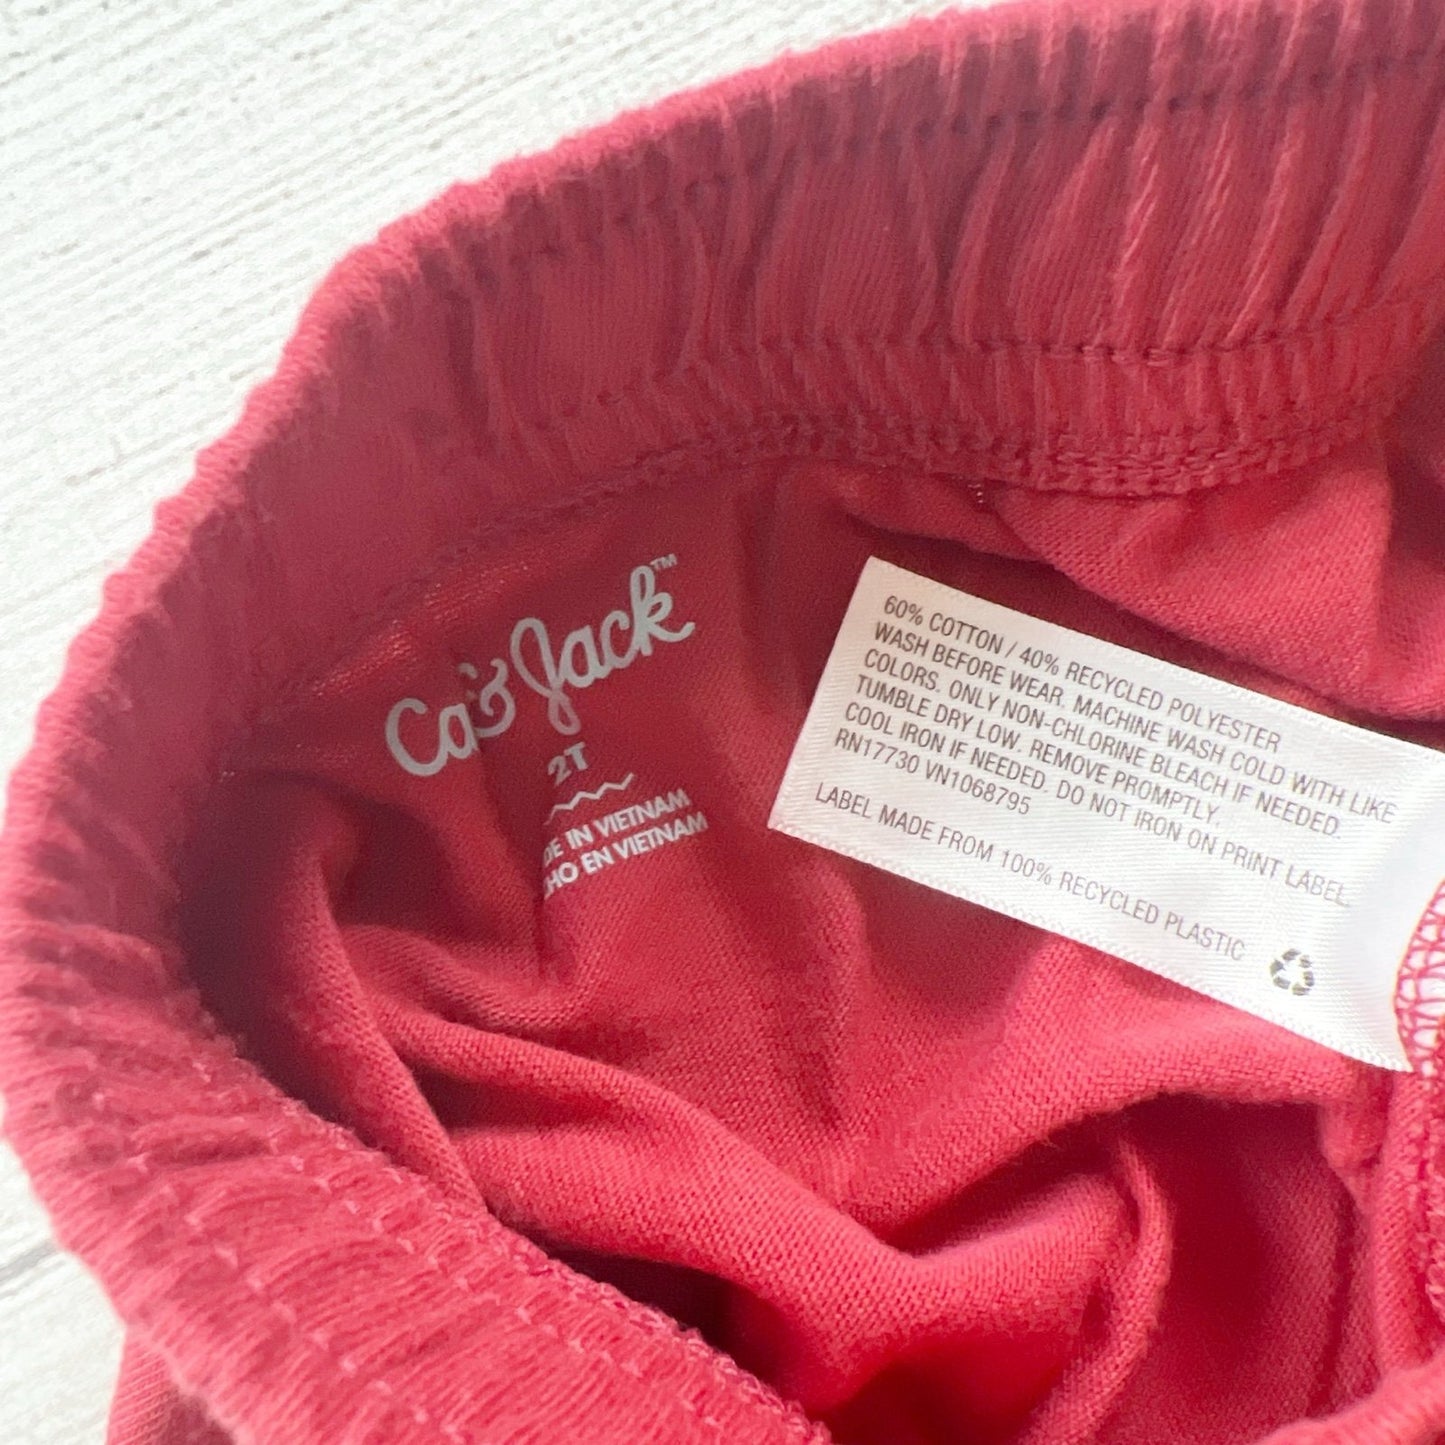 Cat & Jack™
2T
DE IN VIETNAM
HO EN VIETNAM
60% COTTON / 40% RECYCLED POLYESTER
WASH BEFORE WEAR. MACHINE WASH COLD WITH LIKE
COLORS. ONLY NON-CHLORINE BLEACH IF NEEDED.
TUMBLE DRY LOW. REMOVE PROMPTLY.
COOL IRON IF NEEDED. DO NOT IRON ON PRINT LABEL.
RN17730 VN1068795
LABEL MADE FROM 100% RECYCLED PLASTIC